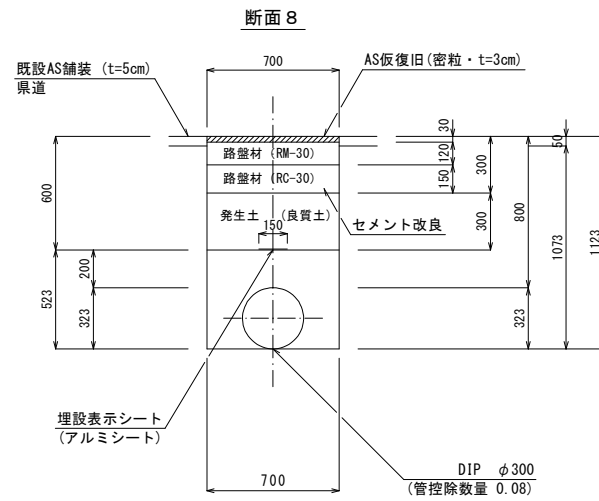 断面８
700
既設AS舗装 (t=5cm)
県道
AS仮復旧(密粒・t=3cm)
30
50
120
150
300
路盤材 (RM-30)
路盤材 (RC-30)
発生土 (良質土)
150
セメント改良
600
300
800
1073
1123
200
523
323
323
埋設表示シート
(アルミシート)
DIP φ300
(管控除数量 0.08)
700